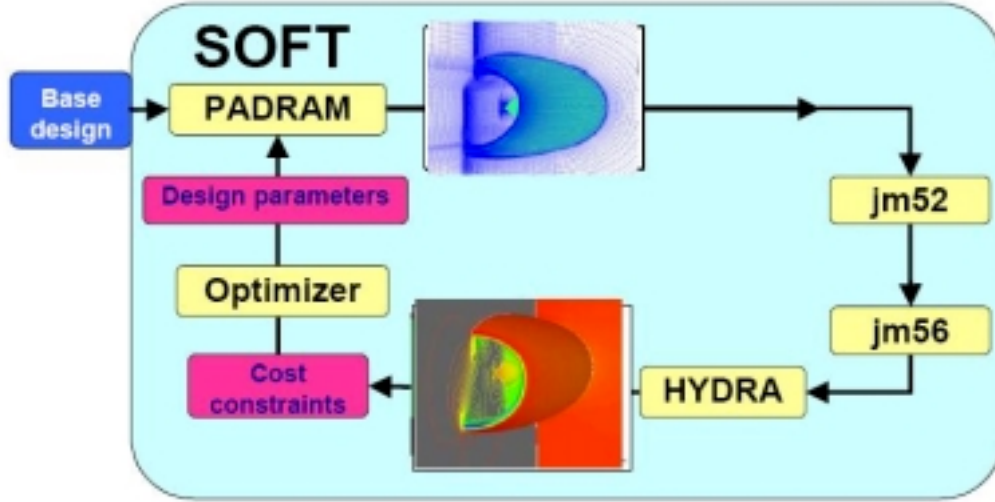 SOFT
Base
design
PADRAM
Design parameters
jm52
Optimizer
jm56
Cost
constraints
HYDRA